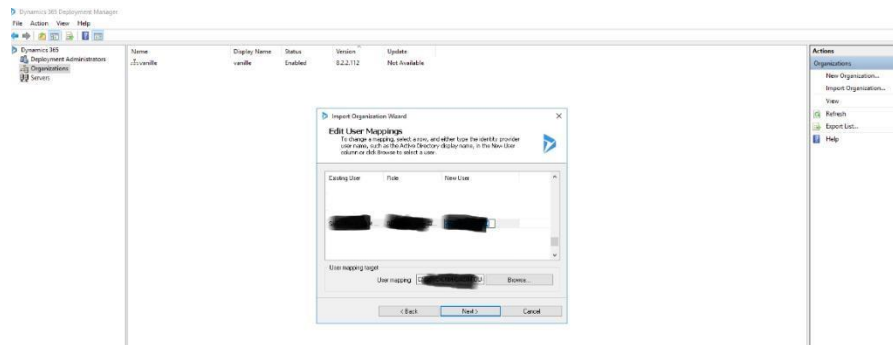 Dynamics 365 Deployment Manager
File Action View Help
Dynamics 365
Deployment Administrators
Organizations
Servers
Name Display Name Status Version Update
vanille vanille Enabled 8.2.2.112 Not Available
Import Organization Wizard
Edit User Mappings
To change a mapping, select a row, and either type the identity provider
user name, such as the Active Directory display name, in the New User
column or click Browse to select a user.
Existing User Role New User
User mapping target
User mapping:
Browse...
< Back Next > Cancel
Actions
Organizations
New Organization...
Import Organization...
View
Refresh
Export List...
Help